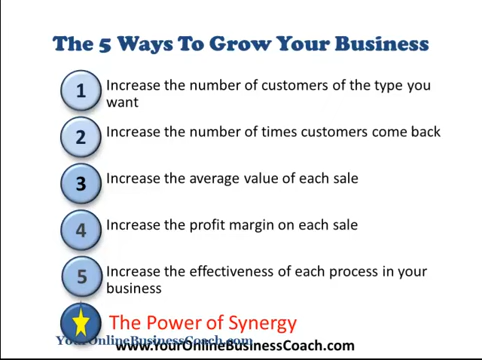 The 5 Ways To Grow Your Business
1 Increase the number of customers of the type you
want
2 Increase the number of times customers come back
3 Increase the average value of each sale
4 Increase the profit margin on each sale
5 Increase the effectiveness of each process in your
business
The Power of Synergy
YourOnlineBusinessCoach.com
www.YourOnlineBusinessCoach.com